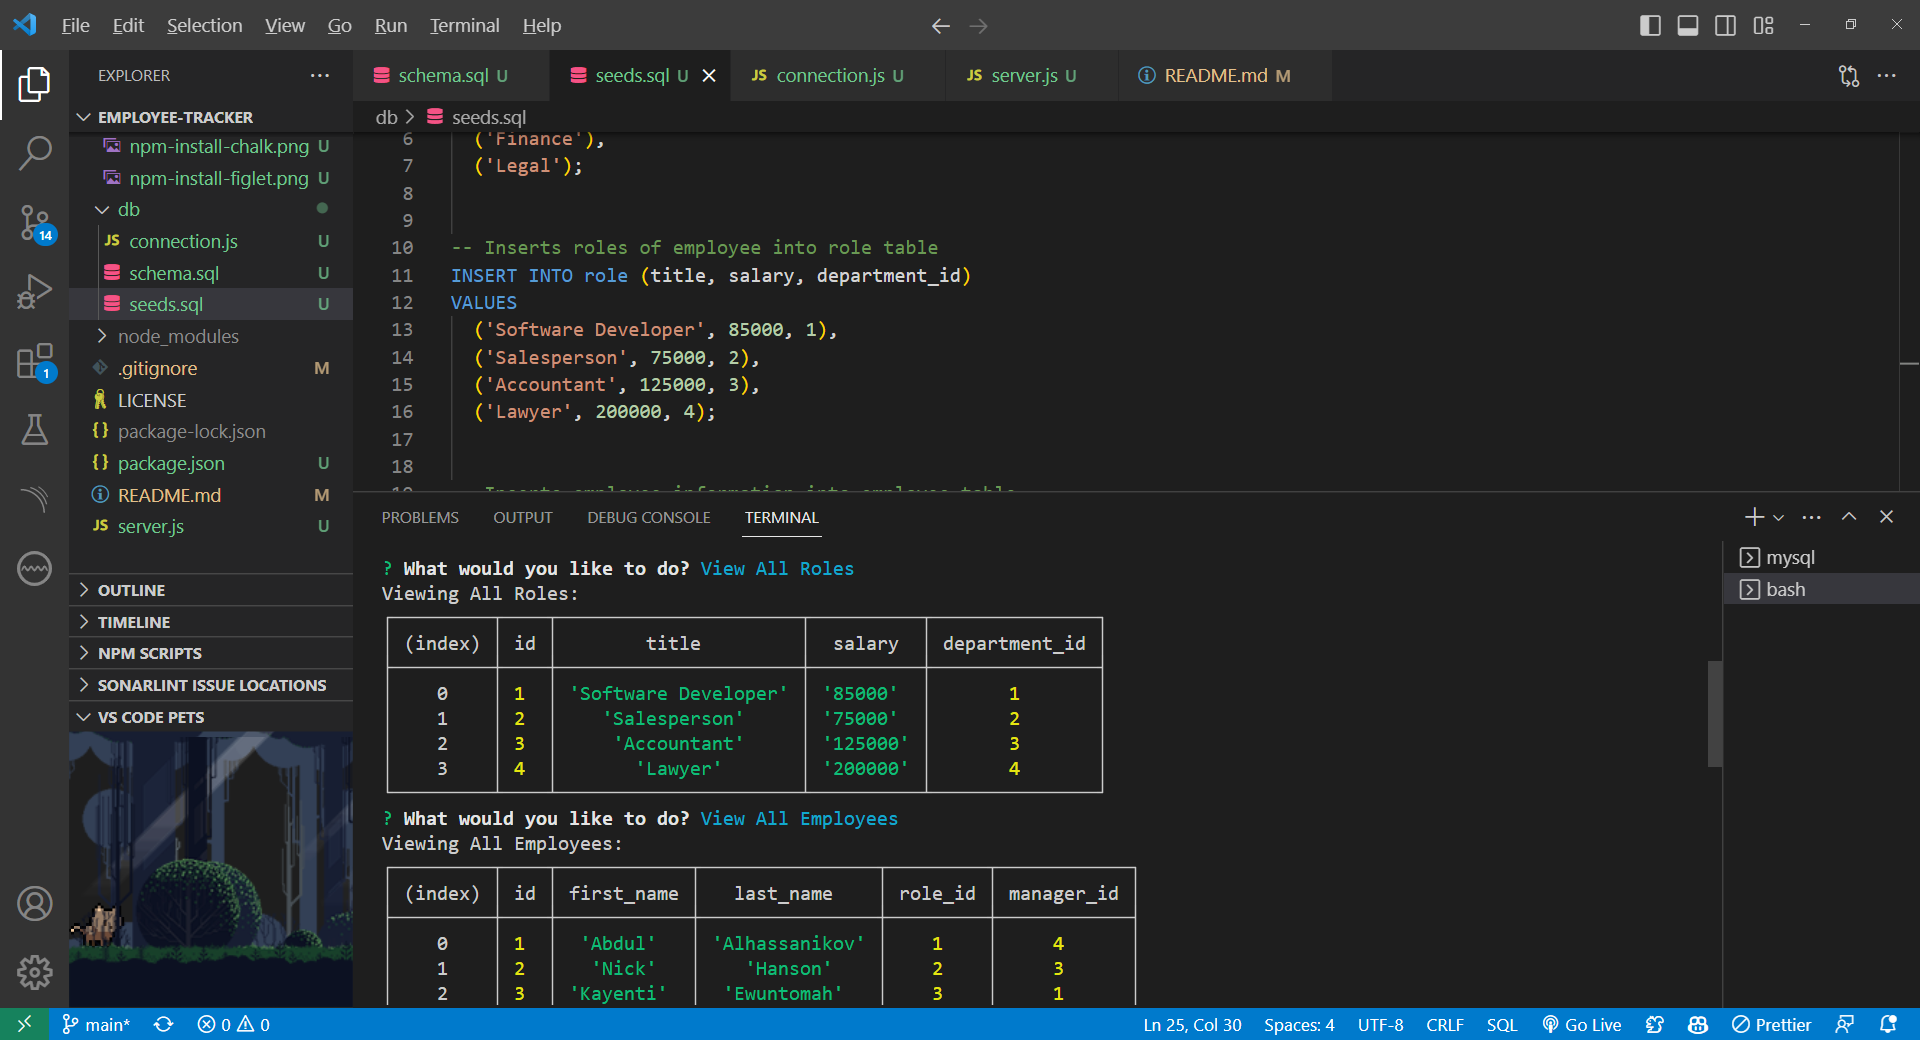 File Edit Selection View Go Run Terminal Help
EXPLORER
EMPLOYEE-TRACKER
npm-install-chalk.png U
npm-install-figlet.png U
db
JS connection.js U
schema.sql U
seeds.sql U
node_modules
.gitignore M
LICENSE
{} package-lock.json
{} package.json U
README.md M
JS server.js U
OUTLINE
TIMELINE
NPM SCRIPTS
SONARLINT ISSUE LOCATIONS
VS CODE PETS
14
1
schema.sql U
seeds.sql U
JS connection.js U
JS server.js U
README.md M
db > seeds.sql
6 ('Finance'),
7 ('Legal');
8
9
10 -- Inserts roles of employee into role table
11 INSERT INTO role (title, salary, department_id)
12 VALUES
13 ('Software Developer', 85000, 1),
14 ('Salesperson', 75000, 2),
15 ('Accountant', 125000, 3),
16 ('Lawyer', 200000, 4);
17
18
19 -- Inserts employee information into employee table
PROBLEMS OUTPUT DEBUG CONSOLE TERMINAL
mysql
bash
? What would you like to do? View All Roles
Viewing All Roles:
(index) id title salary department_id
0 1 'Software Developer' '85000' 1
1 2 'Salesperson' '75000' 2
2 3 'Accountant' '125000' 3
3 4 'Lawyer' '200000' 4
? What would you like to do? View All Employees
Viewing All Employees:
(index) id first_name last_name role_id manager_id
0 1 'Abdul' 'Alhassanikov' 1 4
1 2 'Nick' 'Hanson' 2 3
2 3 'Kayenti' 'Ewuntomah' 3 1
main* 0 0 Ln 25, Col 30 Spaces: 4 UTF-8 CRLF SQL Go Live Prettier